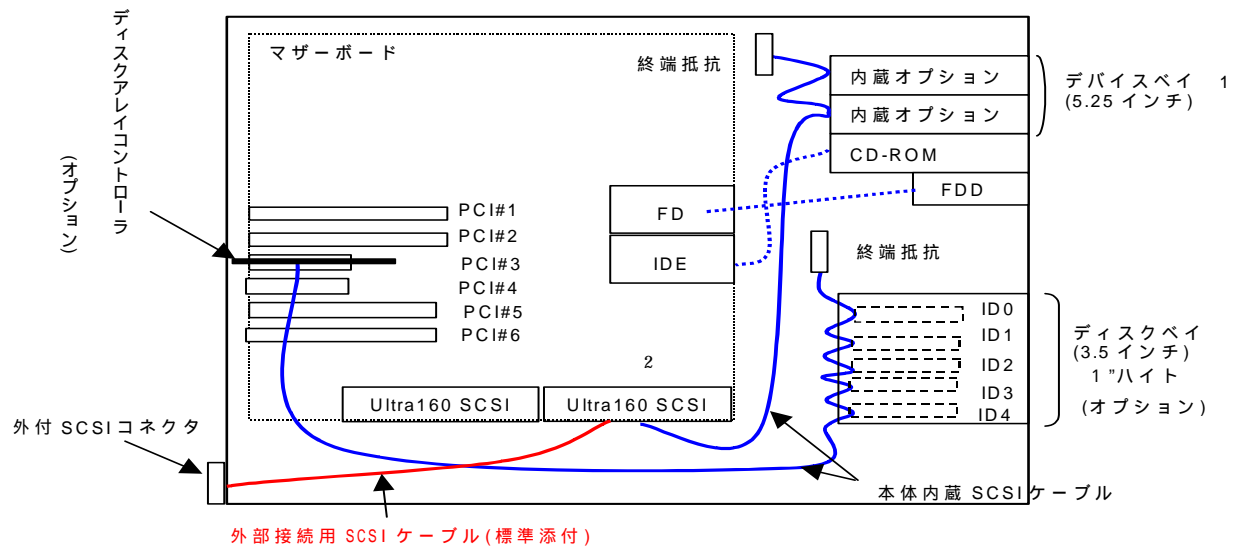 ディスクアレイコントローラ
(オプション)
マザーボード
終端抵抗
内蔵オプション
内蔵オプション
CD-ROM
FDD
デバイスベイ 1
(5.25インチ)
FD
IDE
PCI#1
PCI#2
PCI#3
PCI#4
PCI#5
PCI#6
終端抵抗
ID0
ID1
ID2
ID3
ID4
ディスクベイ
(3.5インチ)
1"ハイト
(オプション)
2
Ultra160 SCSI
Ultra160 SCSI
外付SCSIコネクタ
本体内蔵SCSIケーブル
外部接続用SCSIケーブル(標準添付)